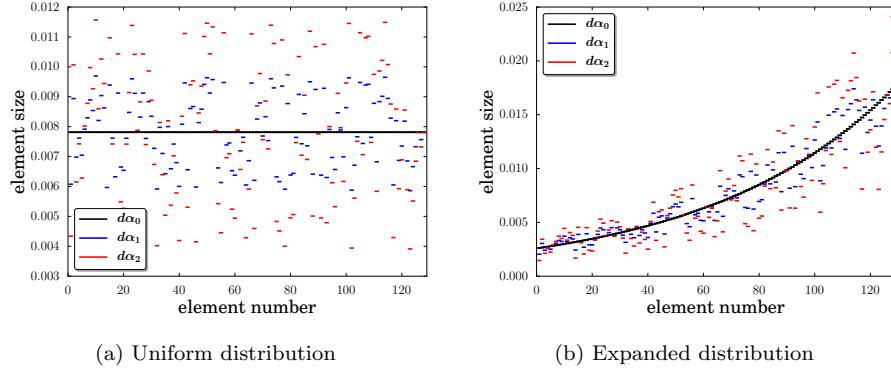 0.012
0.011
0.010
0.009
0.008
0.007
0.006
0.005
0.004
0.003
element size
dα₀
dα₁
dα₂
0 20 40 60 80 100 120
element number
(a) Uniform distribution
0.025
0.020
0.015
0.010
0.005
0.000
element size
dα₀
dα₁
dα₂
0 20 40 60 80 100 120
element number
(b) Expanded distribution